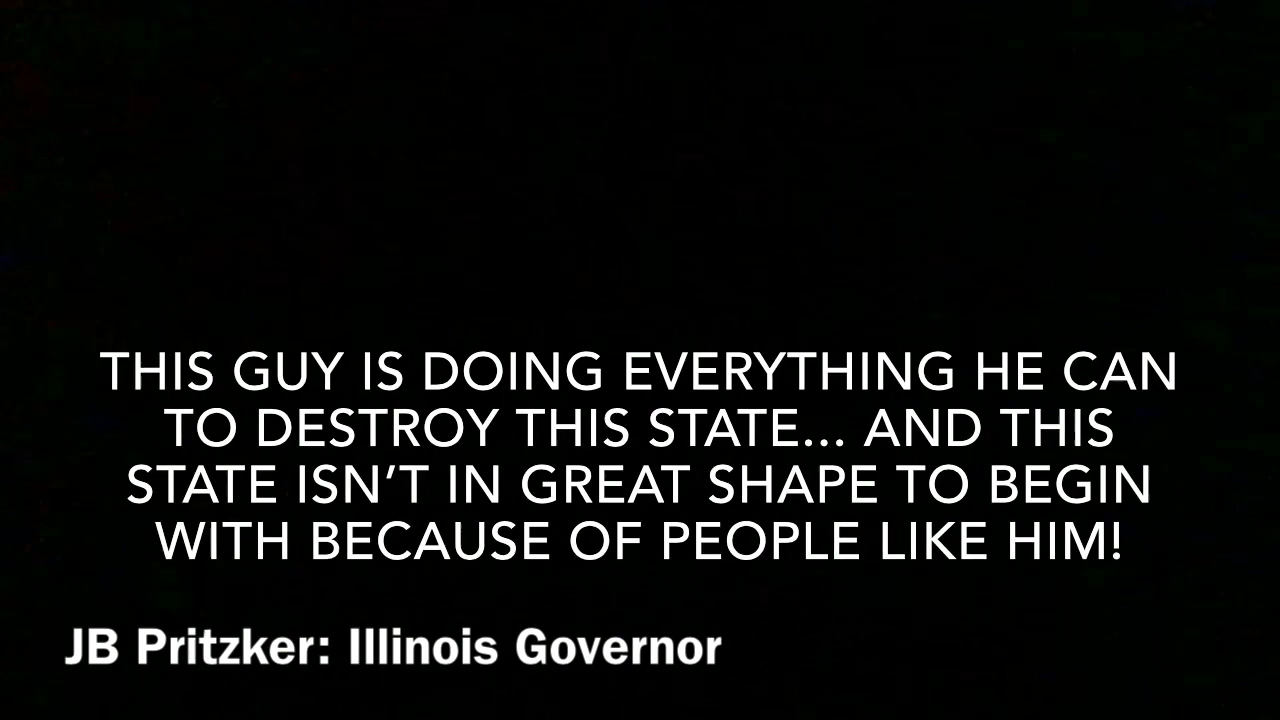 THIS GUY IS DOING EVERYTHING HE CAN
TO DESTROY THIS STATE... AND THIS
STATE ISN’T IN GREAT SHAPE TO BEGIN
WITH BECAUSE OF PEOPLE LIKE HIM!
JB Pritzker: Illinois Governor